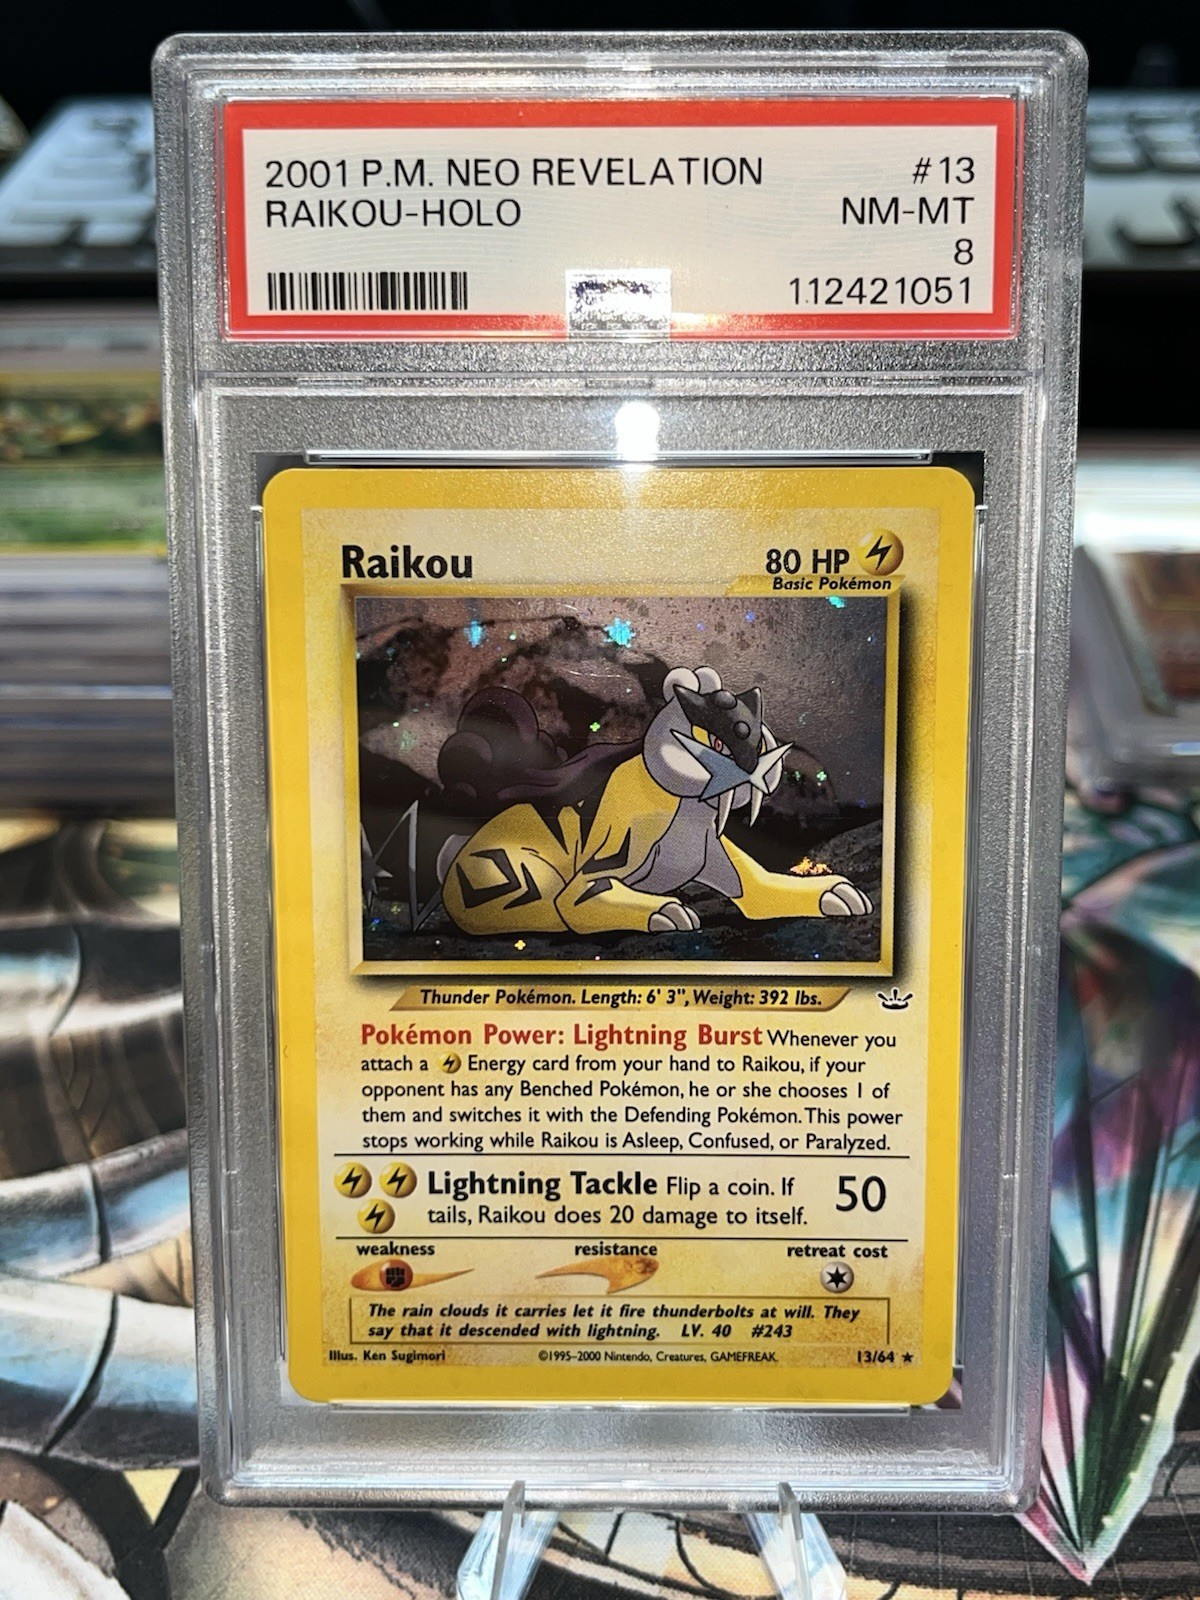 2001 P.M. NEO REVELATION #13
RAIKOU-HOLO NM-MT
8
112421051
Raikou 80 HP
Basic Pokémon
Thunder Pokémon. Length: 6' 3", Weight: 392 lbs.
Pokémon Power: Lightning Burst Whenever you
attach a Energy card from your hand to Raikou, if your
opponent has any Benched Pokémon, he or she chooses 1 of
them and switches it with the Defending Pokémon. This power
stops working while Raikou is Asleep, Confused, or Paralyzed.
Lightning Tackle Flip a coin. If 50
tails, Raikou does 20 damage to itself.
weakness resistance retreat cost
The rain clouds it carries let it fire thunderbolts at will. They
say that it descended with lightning. LV. 40 #243
Illus. Ken Sugimori ©1995-2000 Nintendo, Creatures, GAMEFREAK. 13/64 ★